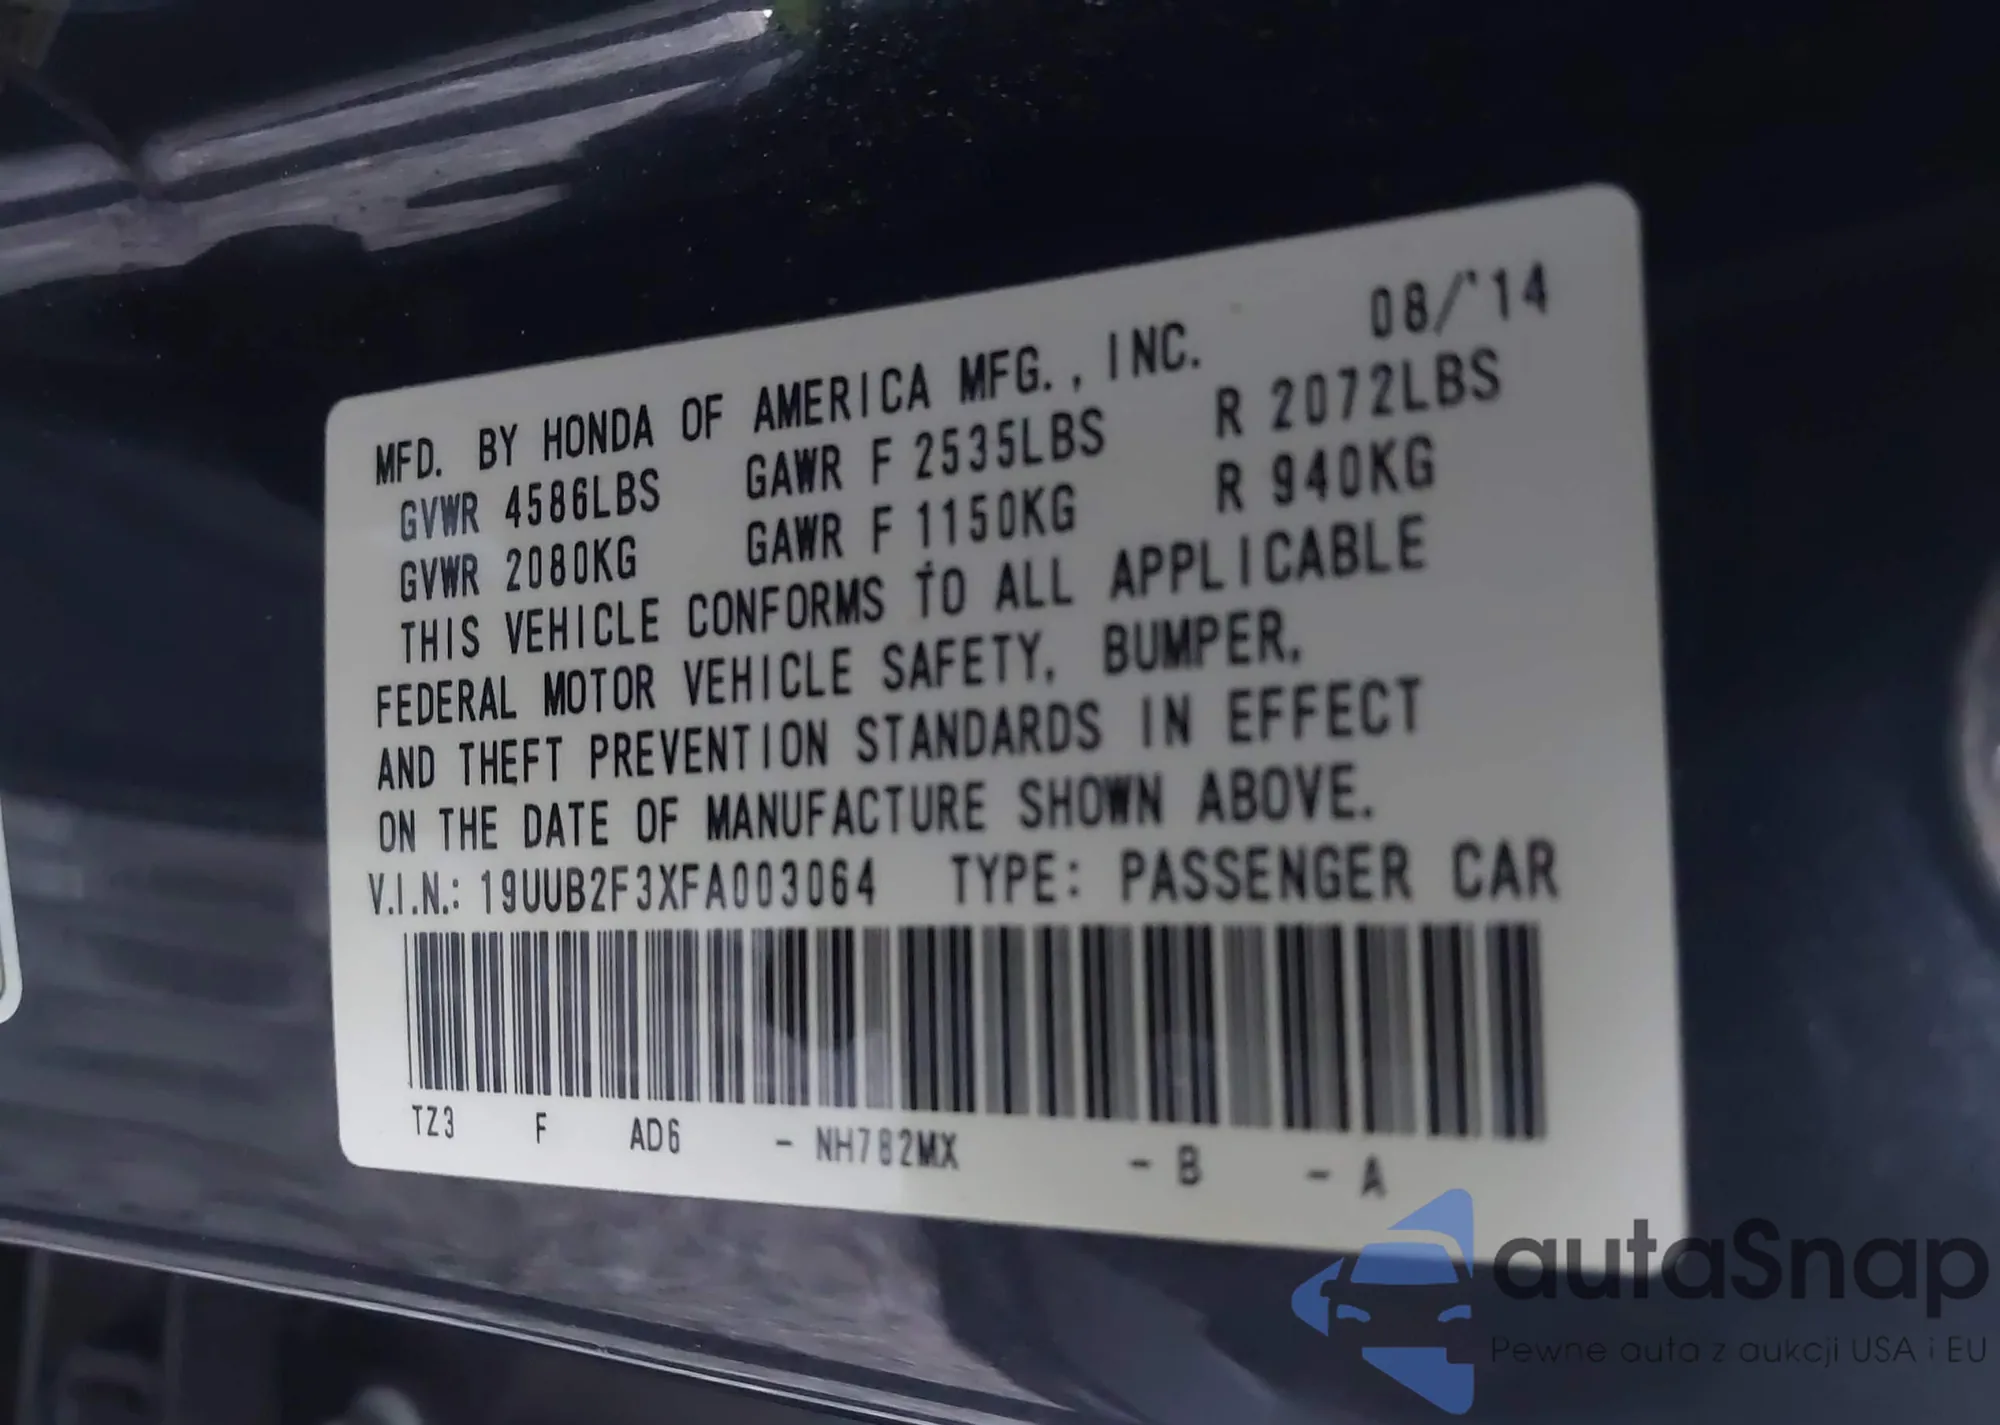 08/'14
MFD. BY HONDA OF AMERICA MFG., INC.
GVWR 4586LBS GAWR F 2535LBS R 2072LBS
GVWR 2080KG GAWR F 1150KG R 940KG
THIS VEHICLE CONFORMS TO ALL APPLICABLE
FEDERAL MOTOR VEHICLE SAFETY, BUMPER,
AND THEFT PREVENTION STANDARDS IN EFFECT
ON THE DATE OF MANUFACTURE SHOWN ABOVE.
V.I.N.: 19UUB2F3XFA003064 TYPE: PASSENGER CAR
TZ3 F AD6 - NH782MX - B - A
autaSnap
Pewne auta z aukcji USA i EU